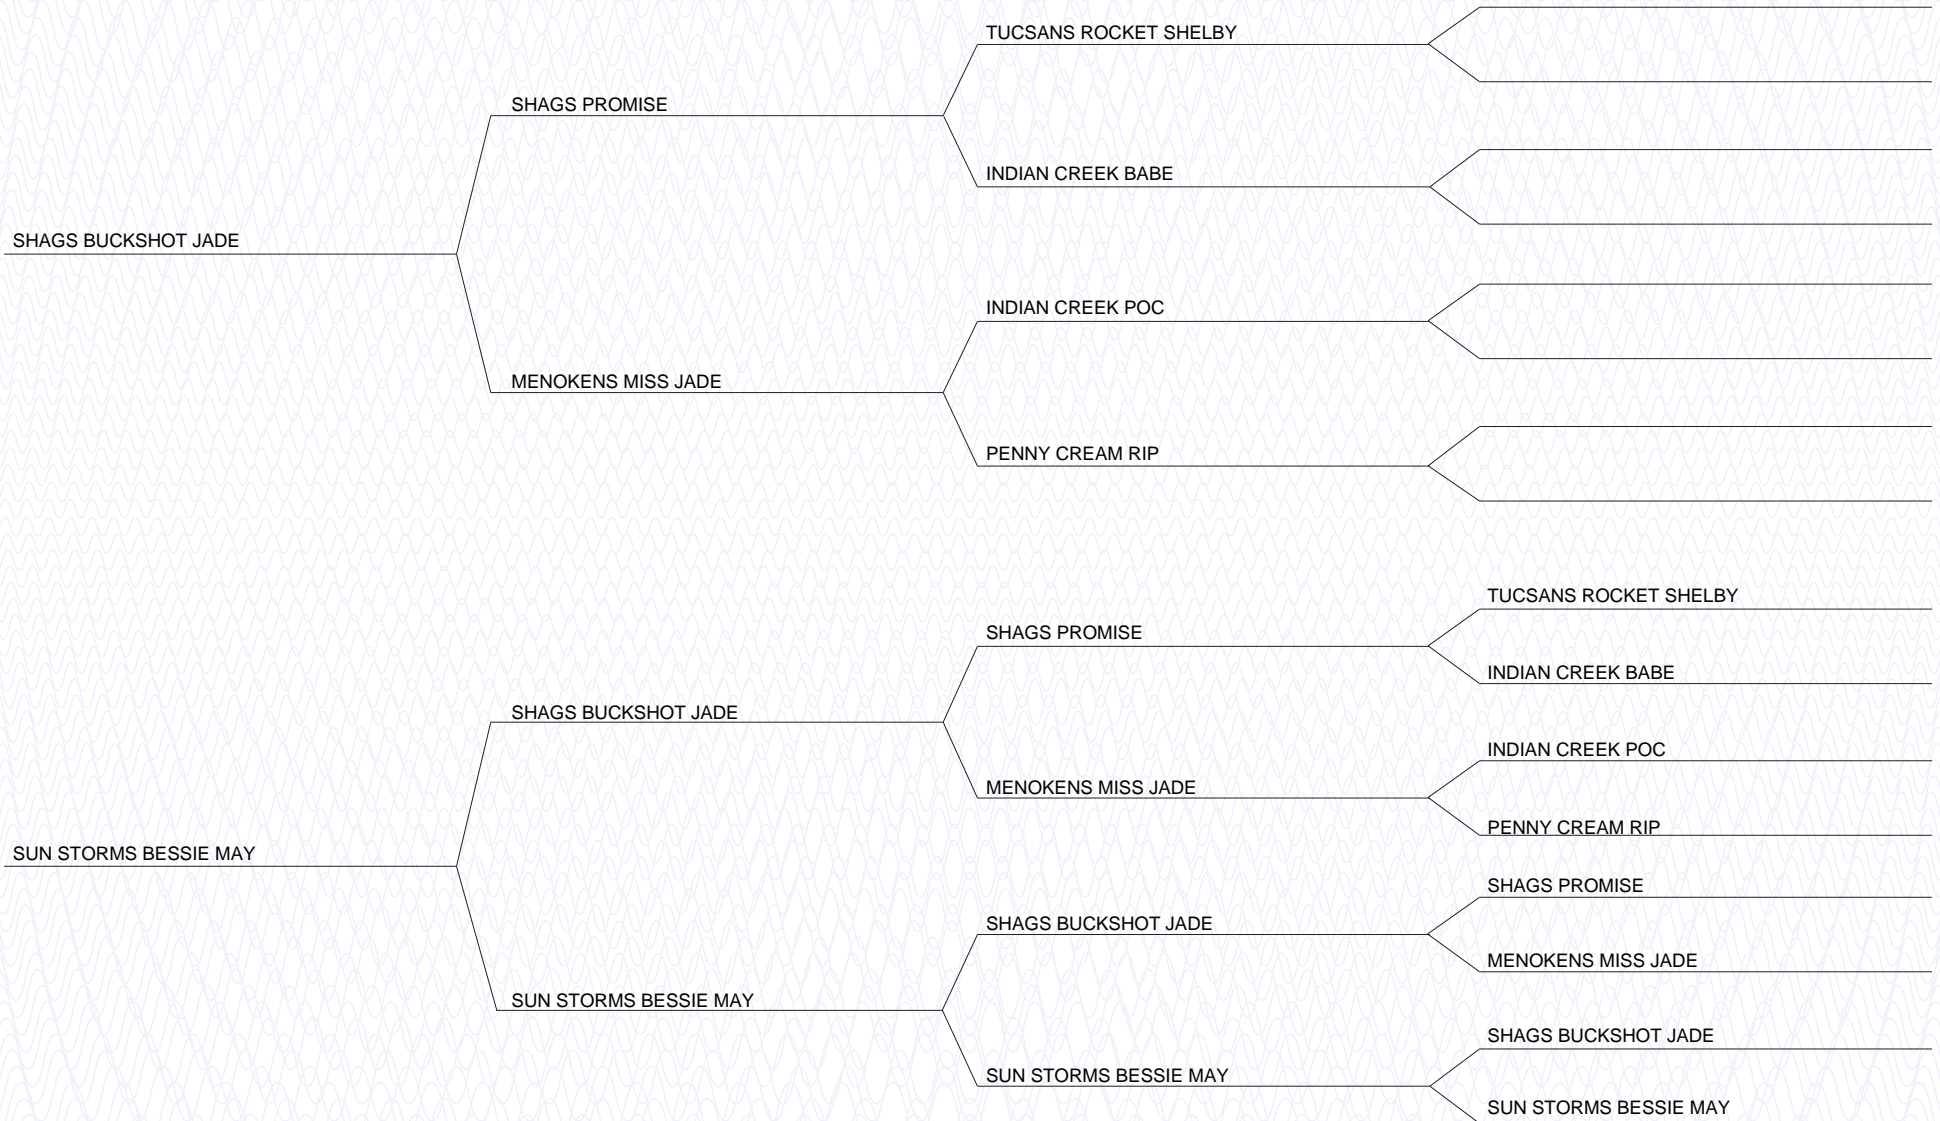 SHAGS BUCKSHOT JADE
SHAGS PROMISE
TUCSANS ROCKET SHELBY
INDIAN CREEK BABE
MENOKENS MISS JADE
INDIAN CREEK POC
PENNY CREAM RIP
SUN STORMS BESSIE MAY
SHAGS BUCKSHOT JADE
SHAGS PROMISE
TUCSANS ROCKET SHELBY
INDIAN CREEK BABE
MENOKENS MISS JADE
INDIAN CREEK POC
PENNY CREAM RIP
SUN STORMS BESSIE MAY
SHAGS BUCKSHOT JADE
SHAGS PROMISE
MENOKENS MISS JADE
SUN STORMS BESSIE MAY
SHAGS BUCKSHOT JADE
SUN STORMS BESSIE MAY